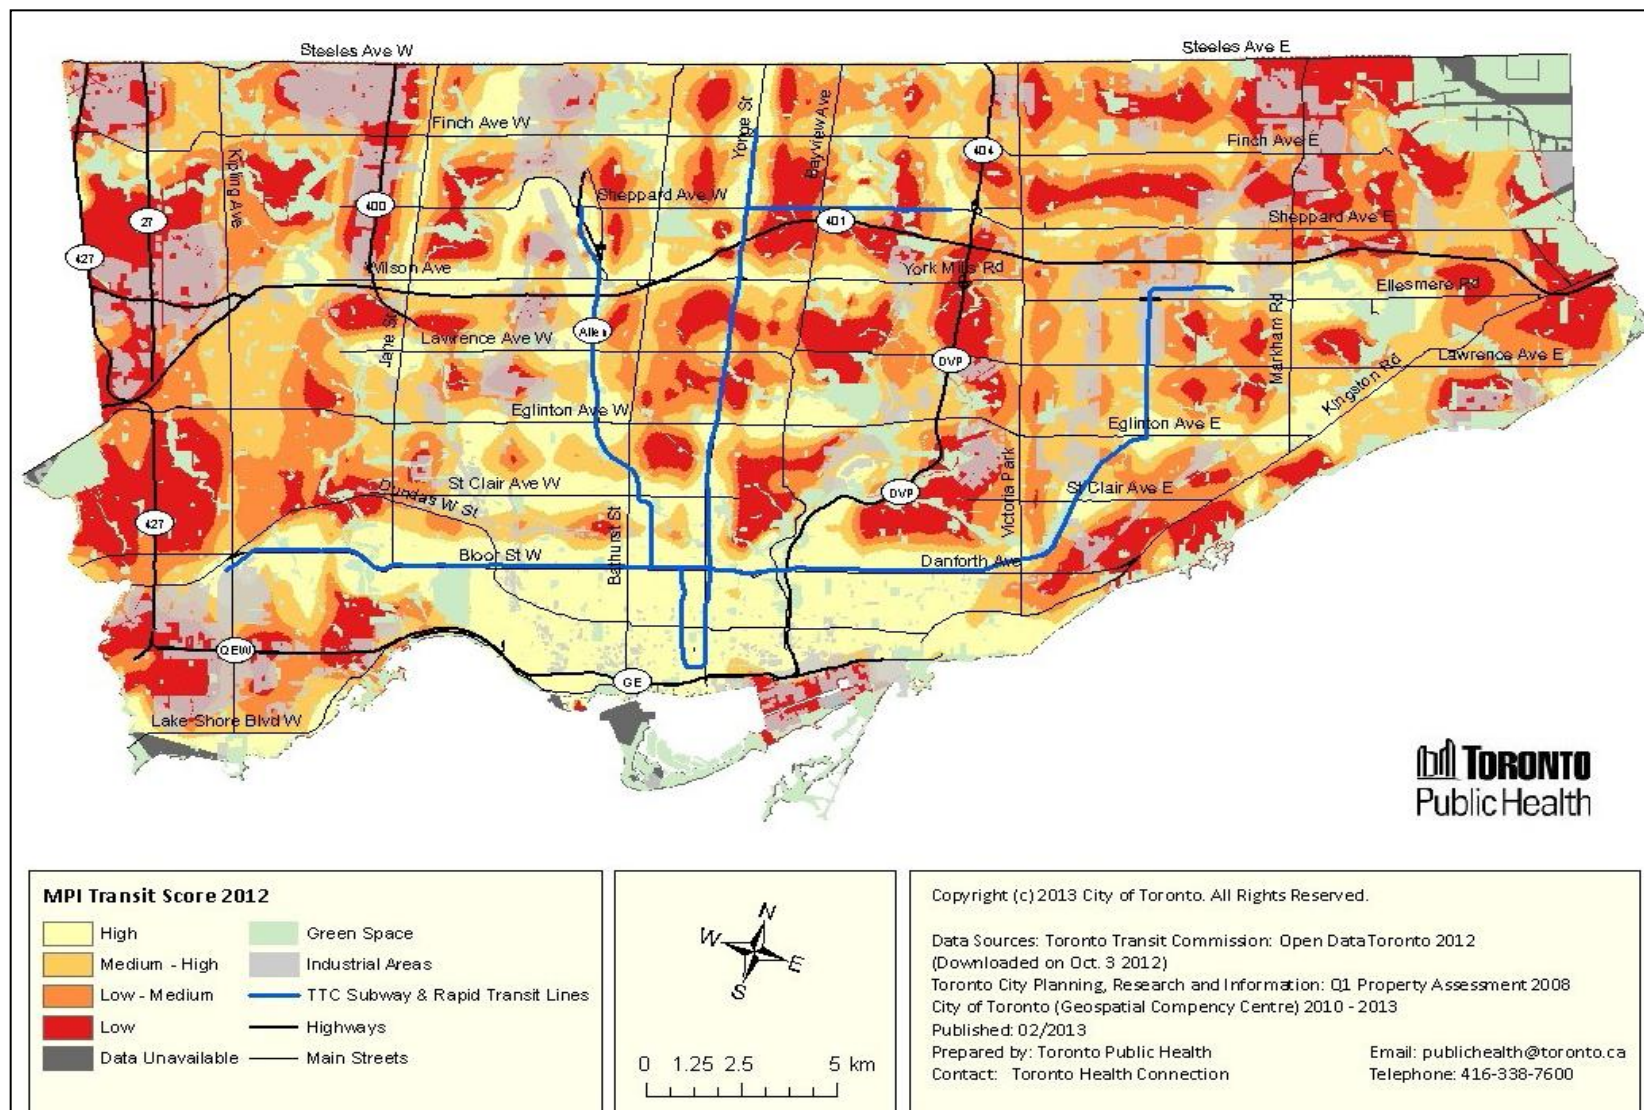 Steeles Ave W
Steeles Ave E
Finch Ave W
Yonge St
Bayview Ave
404
Finch Ave E
Kipling Ave
400
Sheppard Ave W
27
401
Sheppard Ave E
427
Wilson Ave
York Mills Rd
Ellesmere Rd
Jane St
Allen
Lawrence Ave W
Markham Rd
DVP
Lawrence Ave E
Kingston Rd
Eglinton Ave W
Eglinton Ave E
St Clair Ave W
Dundas W St
DVP
Victoria Park
St Clair Ave E
427
Bathurst St
Bloor St W
Danforth Ave
QEW
GE
Lake Shore Blvd W
TORONTO
Public Health
MPI Transit Score 2012
High
Medium - High
Low - Medium
Low
Data Unavailable
Green Space
Industrial Areas
TTC Subway & Rapid Transit Lines
Highways
Main Streets
N
W
E
S
0 1.25 2.5 5 km
Copyright (c) 2013 City of Toronto. All Rights Reserved.
Data Sources: Toronto Transit Commission: Open Data Toronto 2012
(Downloaded on Oct. 3 2012)
Toronto City Planning, Research and Information: Q1 Property Assessment 2008
City of Toronto (Geospatial Compency Centre) 2010 - 2013
Published: 02/2013
Prepared by: Toronto Public Health
Email: publichealth@toronto.ca
Contact: Toronto Health Connection
Telephone: 416-338-7600